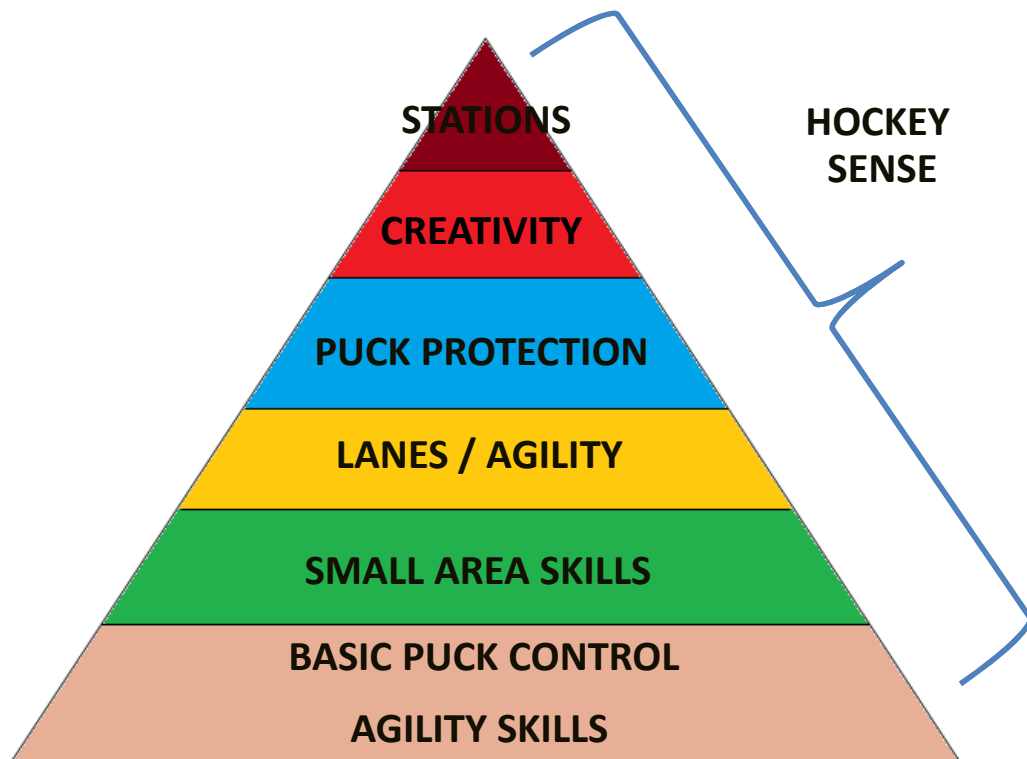 STATIONS
HOCKEY
SENSE
CREATIVITY
PUCK PROTECTION
LANES / AGILITY
SMALL AREA SKILLS
BASIC PUCK CONTROL
AGILITY SKILLS